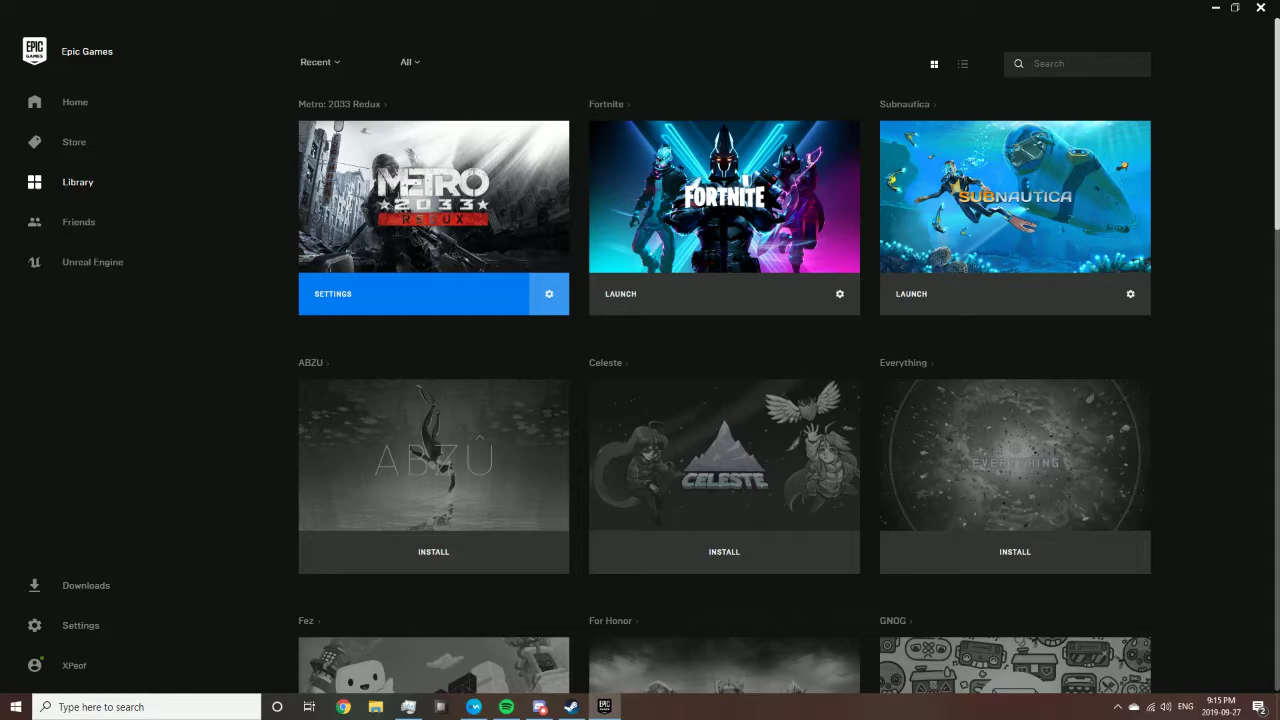 EPIC
GAMES
Epic Games
Home
Store
Library
Friends
Unreal Engine
Downloads
Settings
XPeof
Recent
All
Search
Metro: 2033 Redux
Fortnite
Subnautica
METRO
2033
REDUX
FORTNITE
SUBNAUTICA
SETTINGS
LAUNCH
LAUNCH
ABZU
Celeste
Everything
ABZÛ
CELESTE
EVERYTHING
INSTALL
INSTALL
INSTALL
Fez
For Honor
GNOG
Type here to search
ENG
9:15 PM
2019-09-27
2